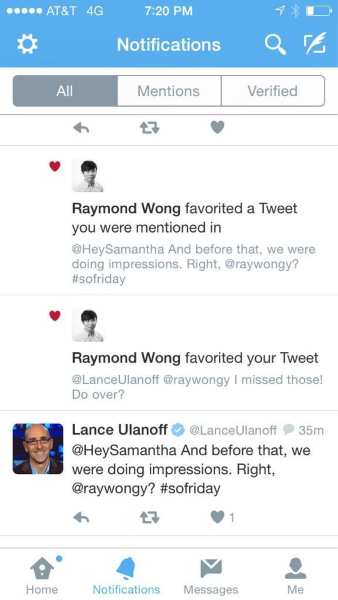 AT&T 4G 7:20 PM
Notifications
All Mentions Verified
Raymond Wong favorited a Tweet
you were mentioned in
@HeySamantha And before that, we were
doing impressions. Right, @raywongy?
#sofriday
Raymond Wong favorited your Tweet
@LanceUlanoff @raywongy I missed those!
Do over?
Lance Ulanoff @LanceUlanoff 35m
@HeySamantha And before that, we
were doing impressions. Right,
@raywongy? #sofriday
1
Home Notifications Messages Me